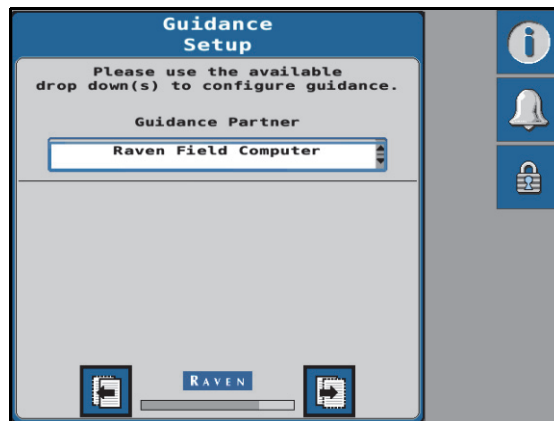 Guidance
Setup
Please use the available
drop down(s) to configure guidance.
Guidance Partner
Raven Field Computer
RAVEN